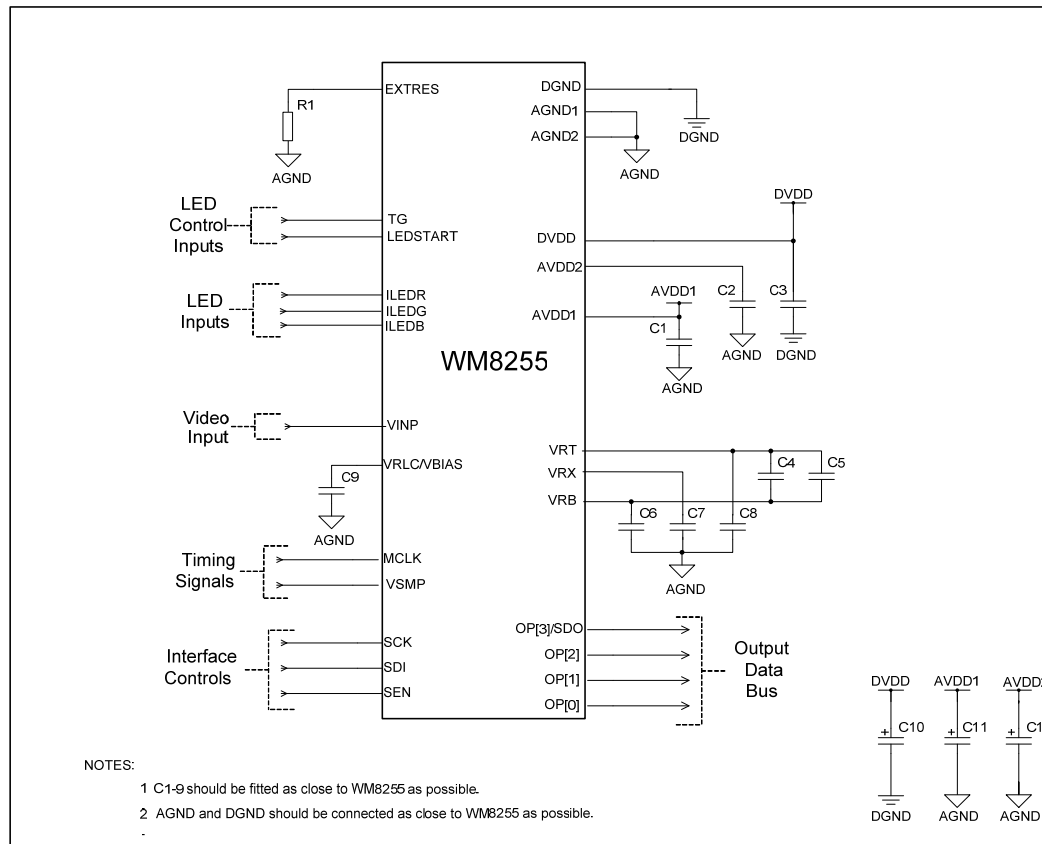 EXTRES
R1
AGND
DGND
AGND1
AGND2
DGND
AGND
LED
Control
Inputs
TG
LEDSTART
DVDD
DVDD
AVDD2
C2
C3
AVDD1
AVDD1
C1
AGND
DGND
AGND
LED
Inputs
ILEDR
ILEDG
ILEDB
WM8255
Video
Input
VINP
VRLC/VBIAS
C9
AGND
VRT
VRX
VRB
C4
C5
C6
C7
C8
AGND
Timing
Signals
MCLK
VSMP
Interface
Controls
SCK
SDI
SEN
OP[3]/SDO
OP[2]
OP[1]
OP[0]
Output
Data
Bus
DVDD
AVDD1
+
C10
+
C11
+
DGND
AGND
AGND
NOTES:
1 C1-9 should be fitted as close to WM8255 as possible.
2 AGND and DGND should be connected as close to WM8255 as possible.